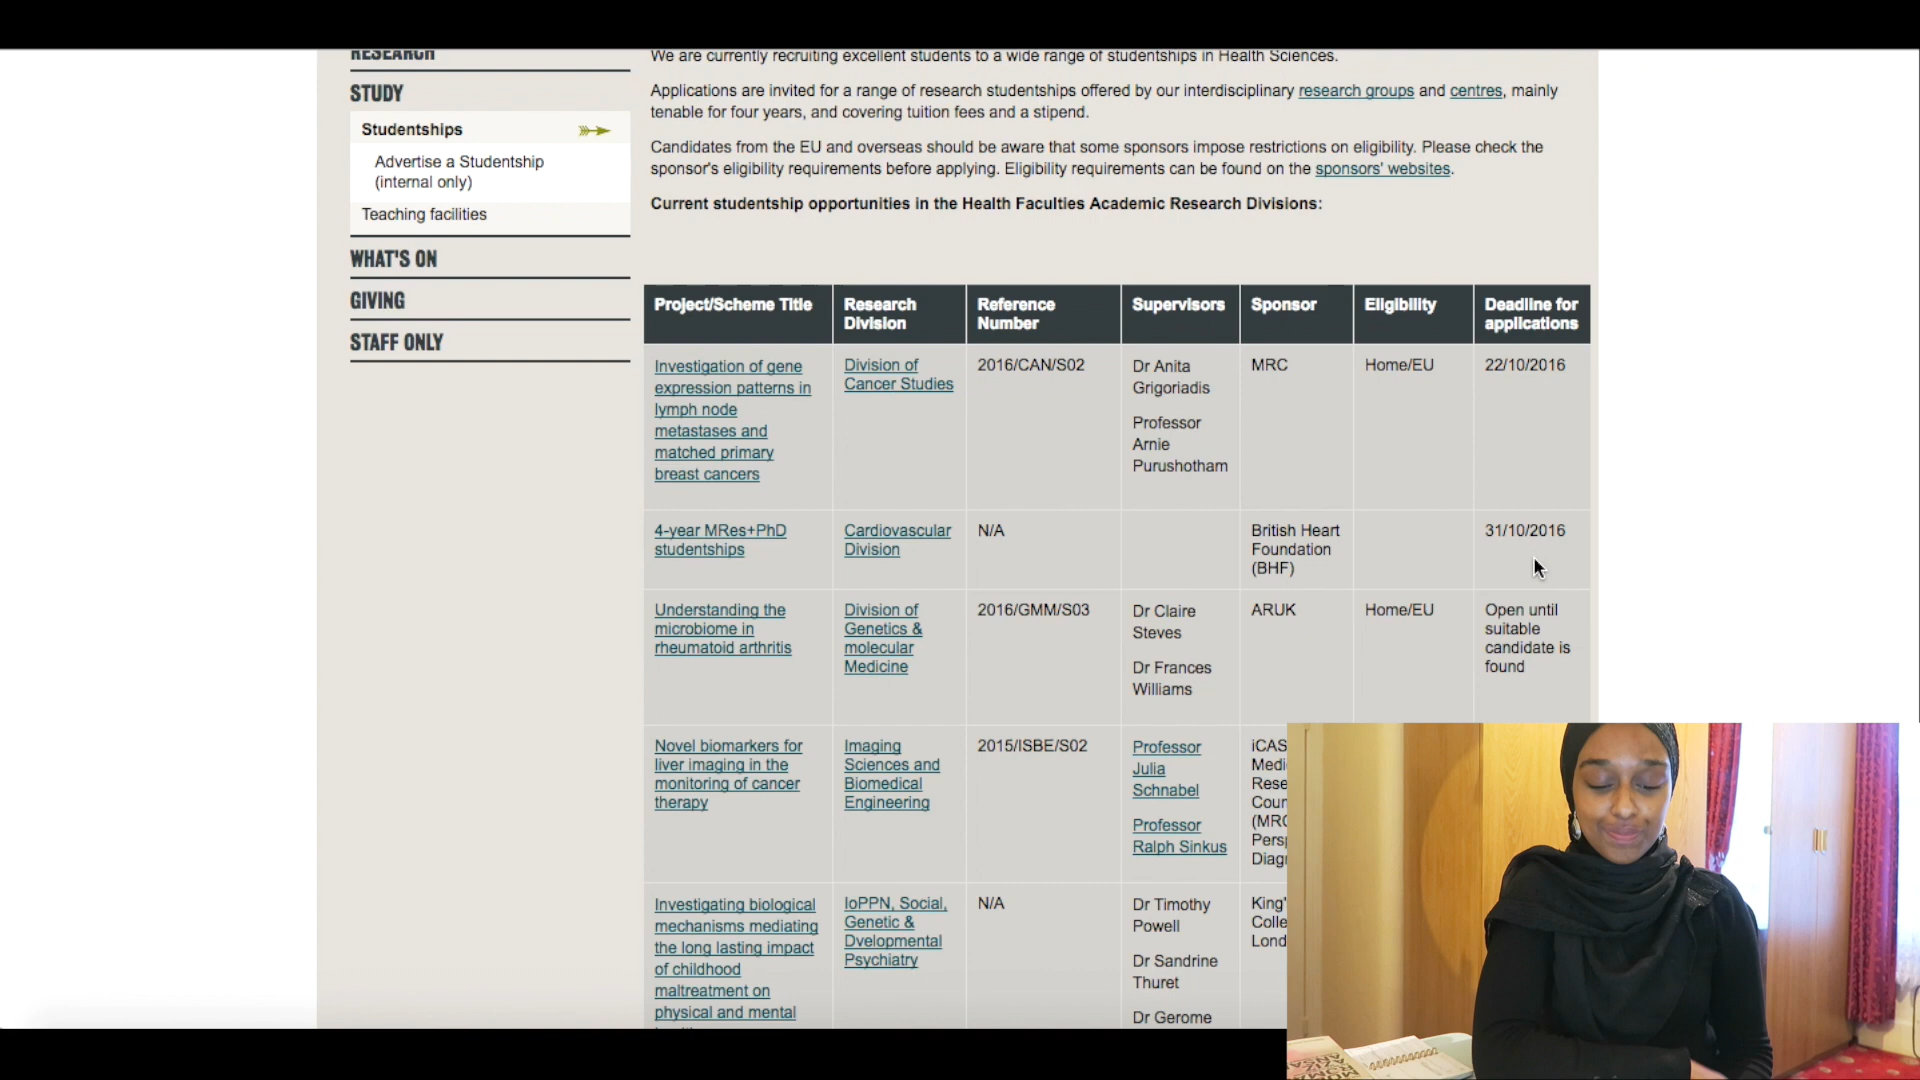 RESEARCH
STUDY
Studentships
Advertise a Studentship
(internal only)
Teaching facilities
WHAT'S ON
GIVING
STAFF ONLY
We are currently recruiting excellent students to a wide range of studentships in Health Sciences.
Applications are invited for a range of research studentships offered by our interdisciplinary research groups and centres, mainly
tenable for four years, and covering tuition fees and a stipend.
Candidates from the EU and overseas should be aware that some sponsors impose restrictions on eligibility. Please check the
sponsor's eligibility requirements before applying. Eligibility requirements can be found on the sponsors' websites.
Current studentship opportunities in the Health Faculties Academic Research Divisions:
Project/Scheme Title
Research
Division
Reference
Number
Supervisors
Sponsor
Eligibility
Deadline for
applications
Investigation of gene
expression patterns in
lymph node
metastases and
matched primary
breast cancers
Division of
Cancer Studies
2016/CAN/S02
Dr Anita
Grigoriadis
Professor
Arnie
Purushotham
MRC
Home/EU
22/10/2016
4-year MRes+PhD
studentships
Cardiovascular
Division
N/A
British Heart
Foundation
(BHF)
31/10/2016
Understanding the
microbiome in
rheumatoid arthritis
Division of
Genetics &
molecular
Medicine
2016/GMM/S03
Dr Claire
Steves
Dr Frances
Williams
ARUK
Home/EU
Open until
suitable
candidate is
found
Novel biomarkers for
liver imaging in the
monitoring of cancer
therapy
Imaging
Sciences and
Biomedical
Engineering
2015/ISBE/S02
Professor
Julia
Schnabel
Professor
Ralph Sinkus
iCAS
Medi
Rese
Coun
(MRC
Persp
Diagn
Investigating biological
mechanisms mediating
the long lasting impact
of childhood
maltreatment on
physical and mental
IoPPN, Social,
Genetic &
Dvelopmental
Psychiatry
N/A
Dr Timothy
Powell
Dr Sandrine
Thuret
Dr Gerome
King'
Colle
Lond